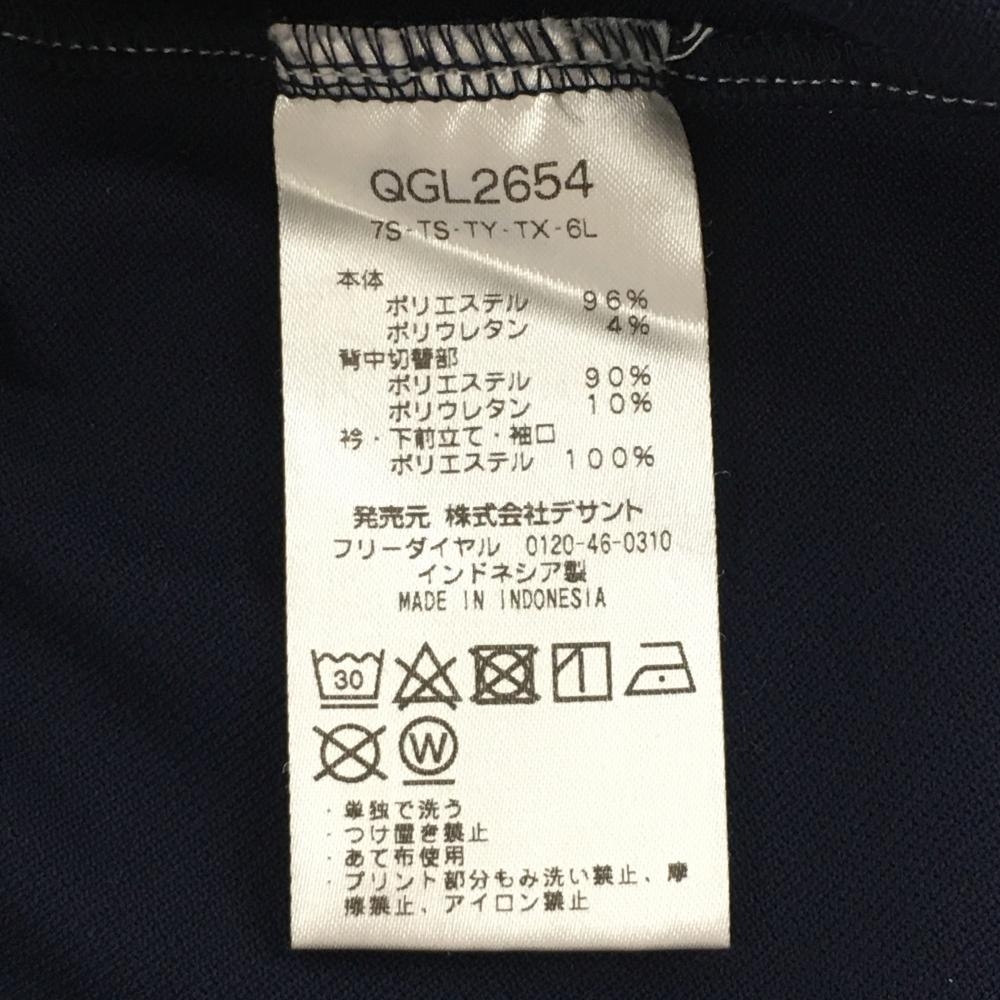 QGL2654
7S-TS-TY-TX-6L
本体
ポリエステル 96%
ポリウレタン 4%
背中切替部
ポリエステル 90%
ポリウレタン 10%
衿・下前立て・袖口
ポリエステル 100%
発売元 株式会社デサント
フリーダイヤル 0120-46-0310
インドネシア製
MADE IN INDONESIA
30
W
・単独で洗う
・つけ置き禁止
・あて布使用
・プリント部分もみ洗い禁止、摩
擦禁止、アイロン禁止